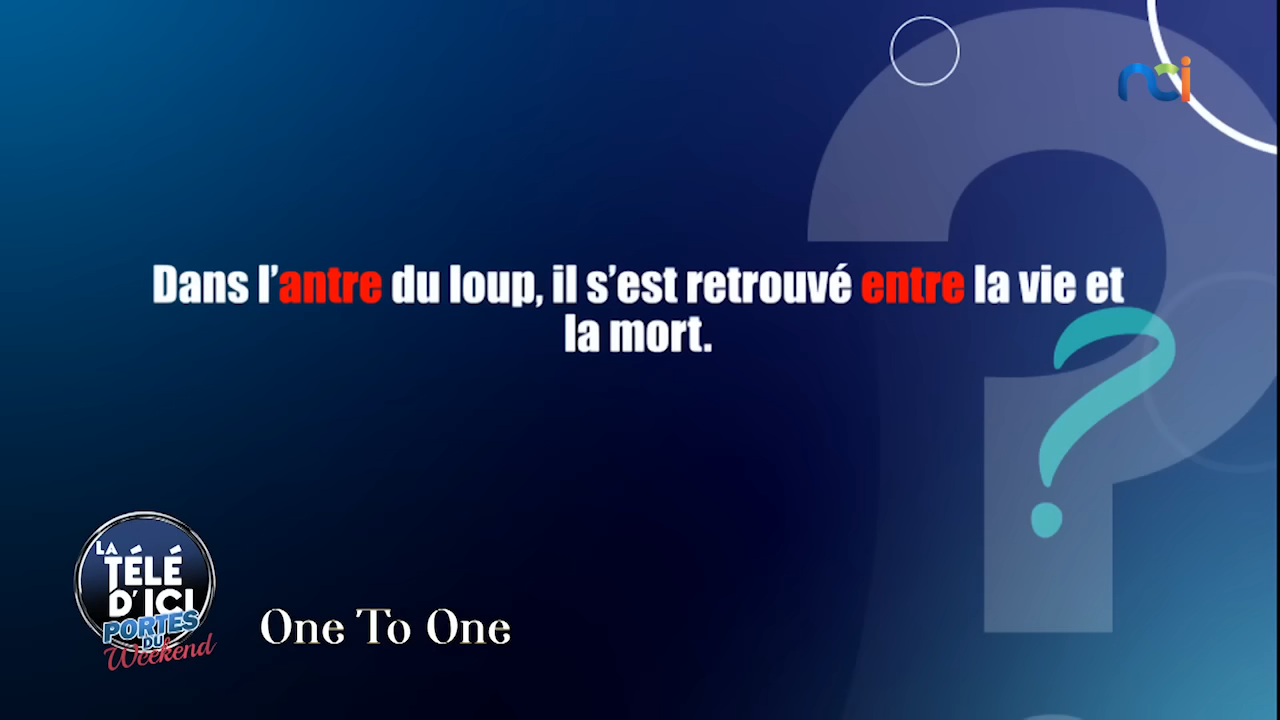 nci
Dans l’antre du loup, il s’est retrouvé entre la vie et
la mort.
LA
TÉLÉ
D'ICI
PORTES
DU
Weekend
One To One